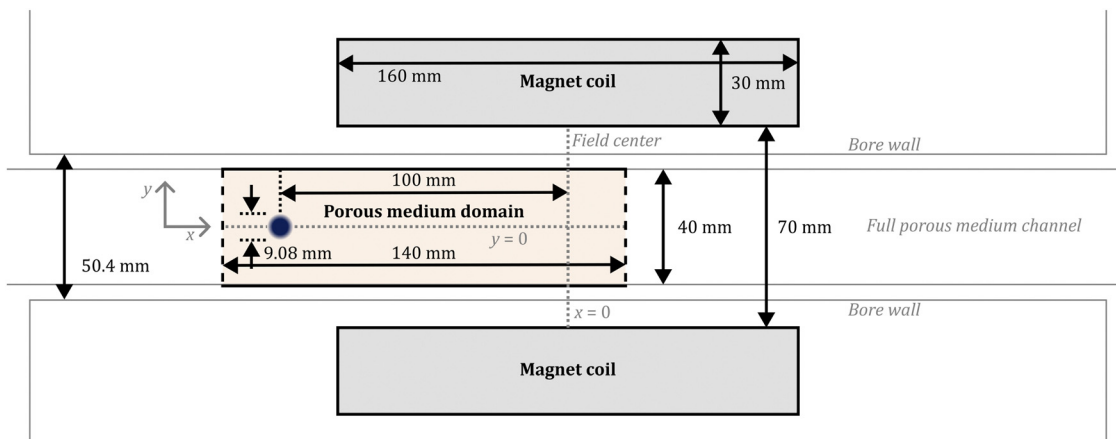 160 mm
Magnet coil
30 mm
Field center
Bore wall
100 mm
y
Porous medium domain
x
y = 0
40 mm
70 mm
Full porous medium channel
9.08 mm
140 mm
50.4 mm
x = 0
Bore wall
Magnet coil